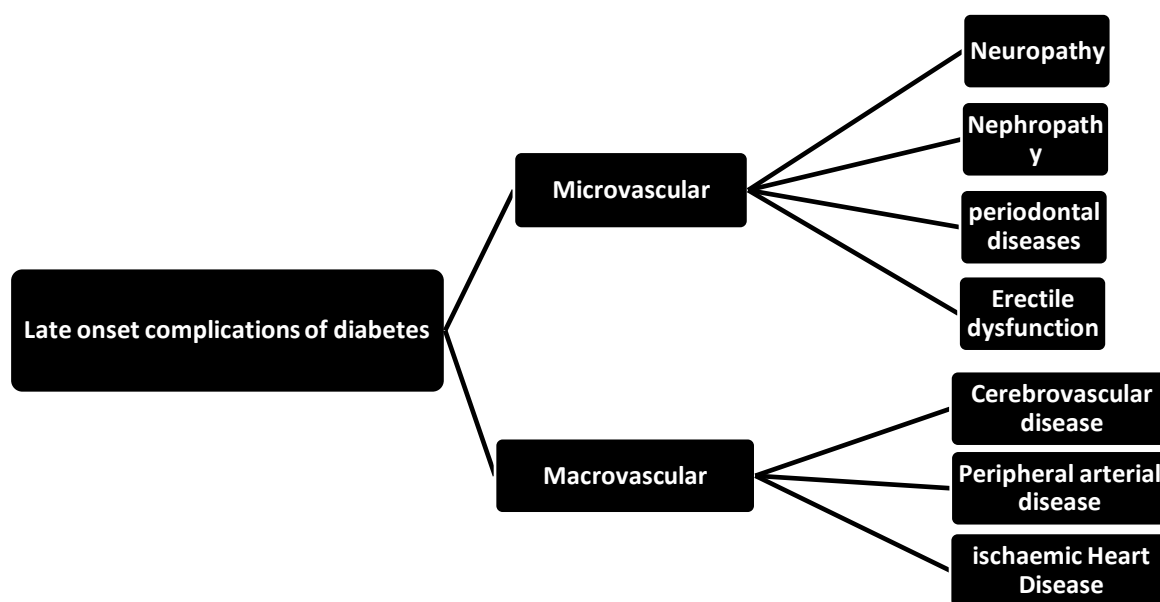 Late onset complications of diabetes
Microvascular
Neuropathy
Nephropath
y
periodontal
diseases
Erectile
dysfunction
Macrovascular
Cerebrovascular
disease
Peripheral arterial
disease
ischaemic Heart
Disease